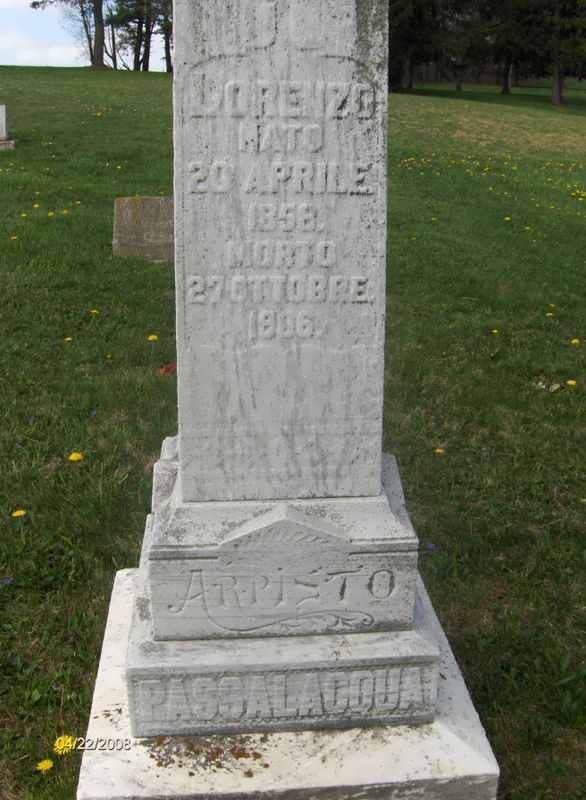 LORENZO
NATO
20 APRILE.
1858.
MORTO
27 OTTOBRE.
1906.
ARPISTO
PASSALACQUA
04/22/2008